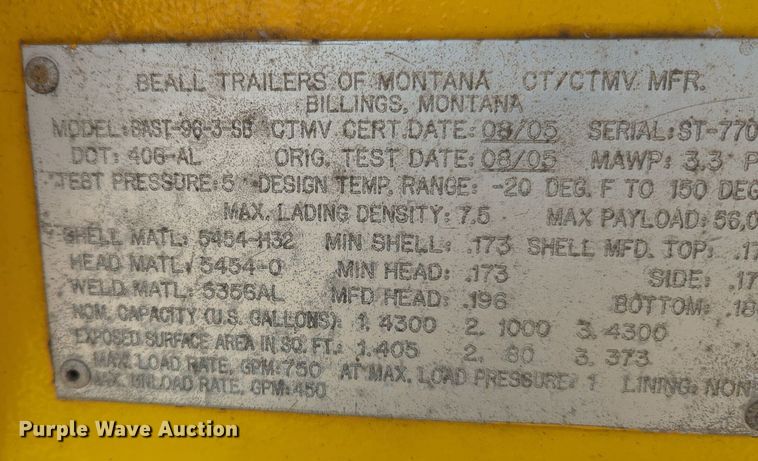 BEALL TRAILERS OF MONTANA CT/CTMV MFR.
BILLINGS, MONTANA
MODEL: CTMV CERT.DATE: 08/05 SERIAL: ST-770
DOT: 406-AL ORIG. TEST DATE: 08/05 MAWP: 3.3 P
TEST PRESSURE: 5 DESIGN TEMP. RANGE: -20 DEG. F TO 150 DEG
MAX. LADING DENSITY: 7.5 MAX PAYLOAD: 56,0
SHELL MATL: 5454-H32 MIN SHELL: .173 SHELL MFD. TOP: .17
HEAD MATL: 5454-O MIN HEAD: .173 SIDE: .17
WELD MATL: 5356AL MFD HEAD: .196 BOTTOM: .18
NOM. CAPACITY (U.S. GALLONS): 1. 4300 2. 1000 3. 4300
EXPOSED SURFACE AREA IN SQ. FT.: 1. 405 2. 80 3. 373
MAX. LOAD RATE, GPM: 750 AT MAX. LOAD PRESSURE: 1 LINING: NON
MAX. UNLOAD RATE, GPM: 450
Purple Wave Auction